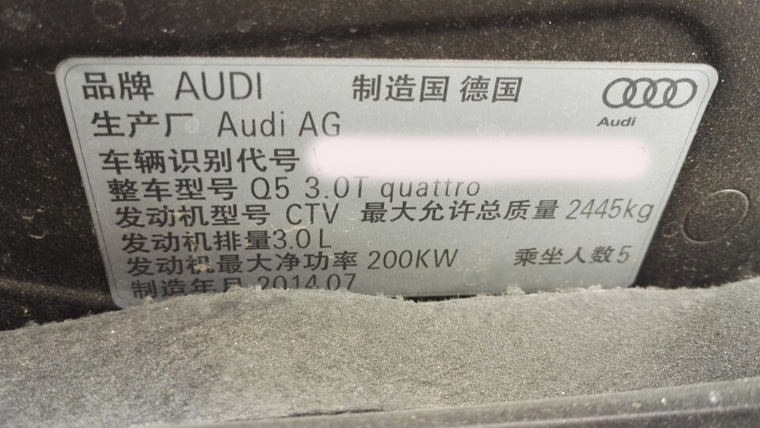 品牌 AUDI 制造国 德国
Audi
生产厂 Audi AG
车辆识别代号
整车型号 Q5 3.0T quattro
发动机型号 CTV 最大允许总质量 2445kg
发动机排量3.0L
发动机最大净功率 200KW 乘坐人数5
制造年月 2014.07